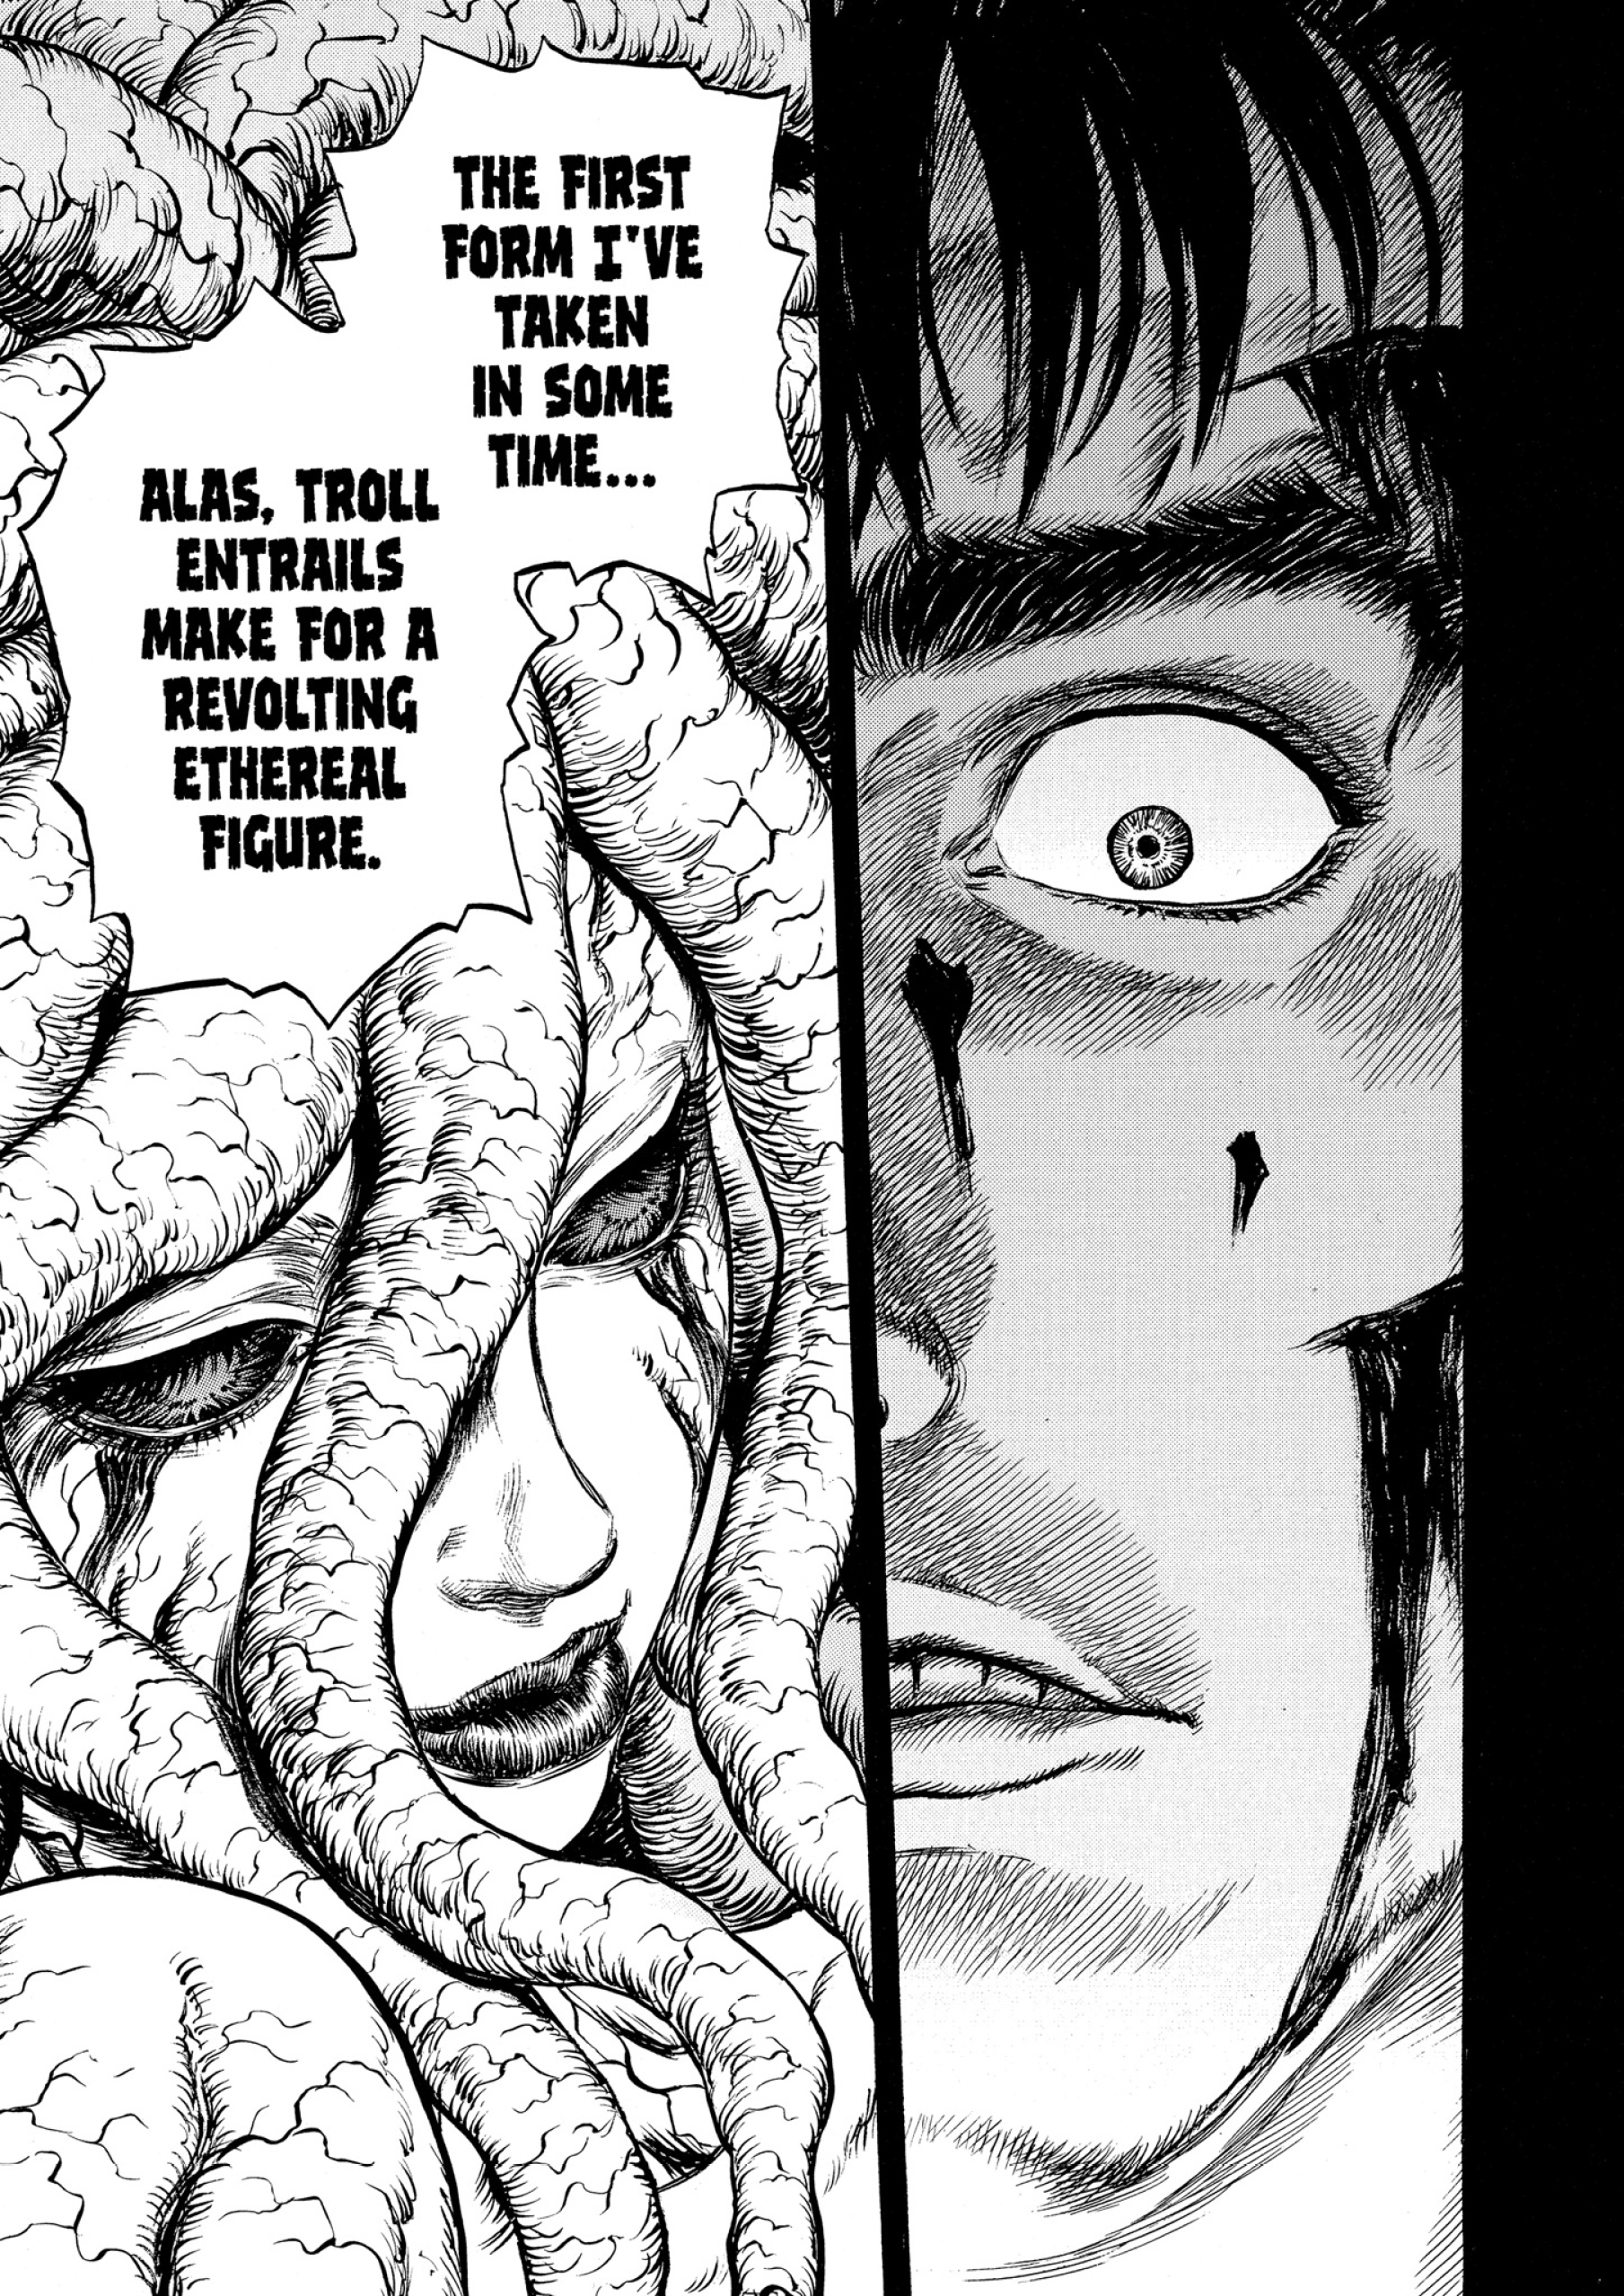 THE FIRST
FORM I'VE
TAKEN
IN SOME
TIME...
ALAS, TROLL
ENTRAILS
MAKE FOR A
REVOLTING
ETHEREAL
FIGURE.